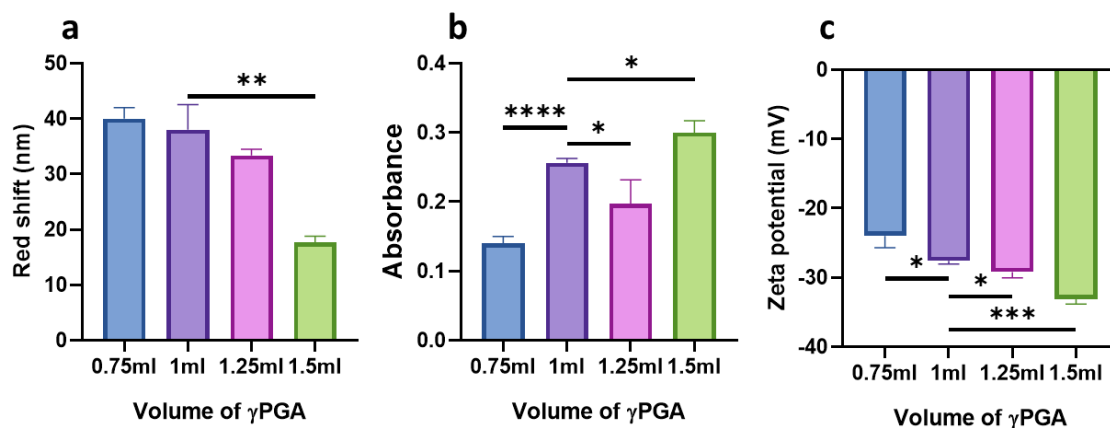 a
50
40
30
20
10
0
Red shift (nm)
**
0.75ml 1ml 1.25ml 1.5ml
Volume of γPGA
b
0.4
0.3
0.2
0.1
0.0
Absorbance
*
****
*
0.75ml 1ml 1.25ml 1.5ml
Volume of γPGA
c
0
-10
-20
-30
-40
Zeta potential (mV)
*
*
***
0.75ml 1ml 1.25ml 1.5ml
Volume of γPGA